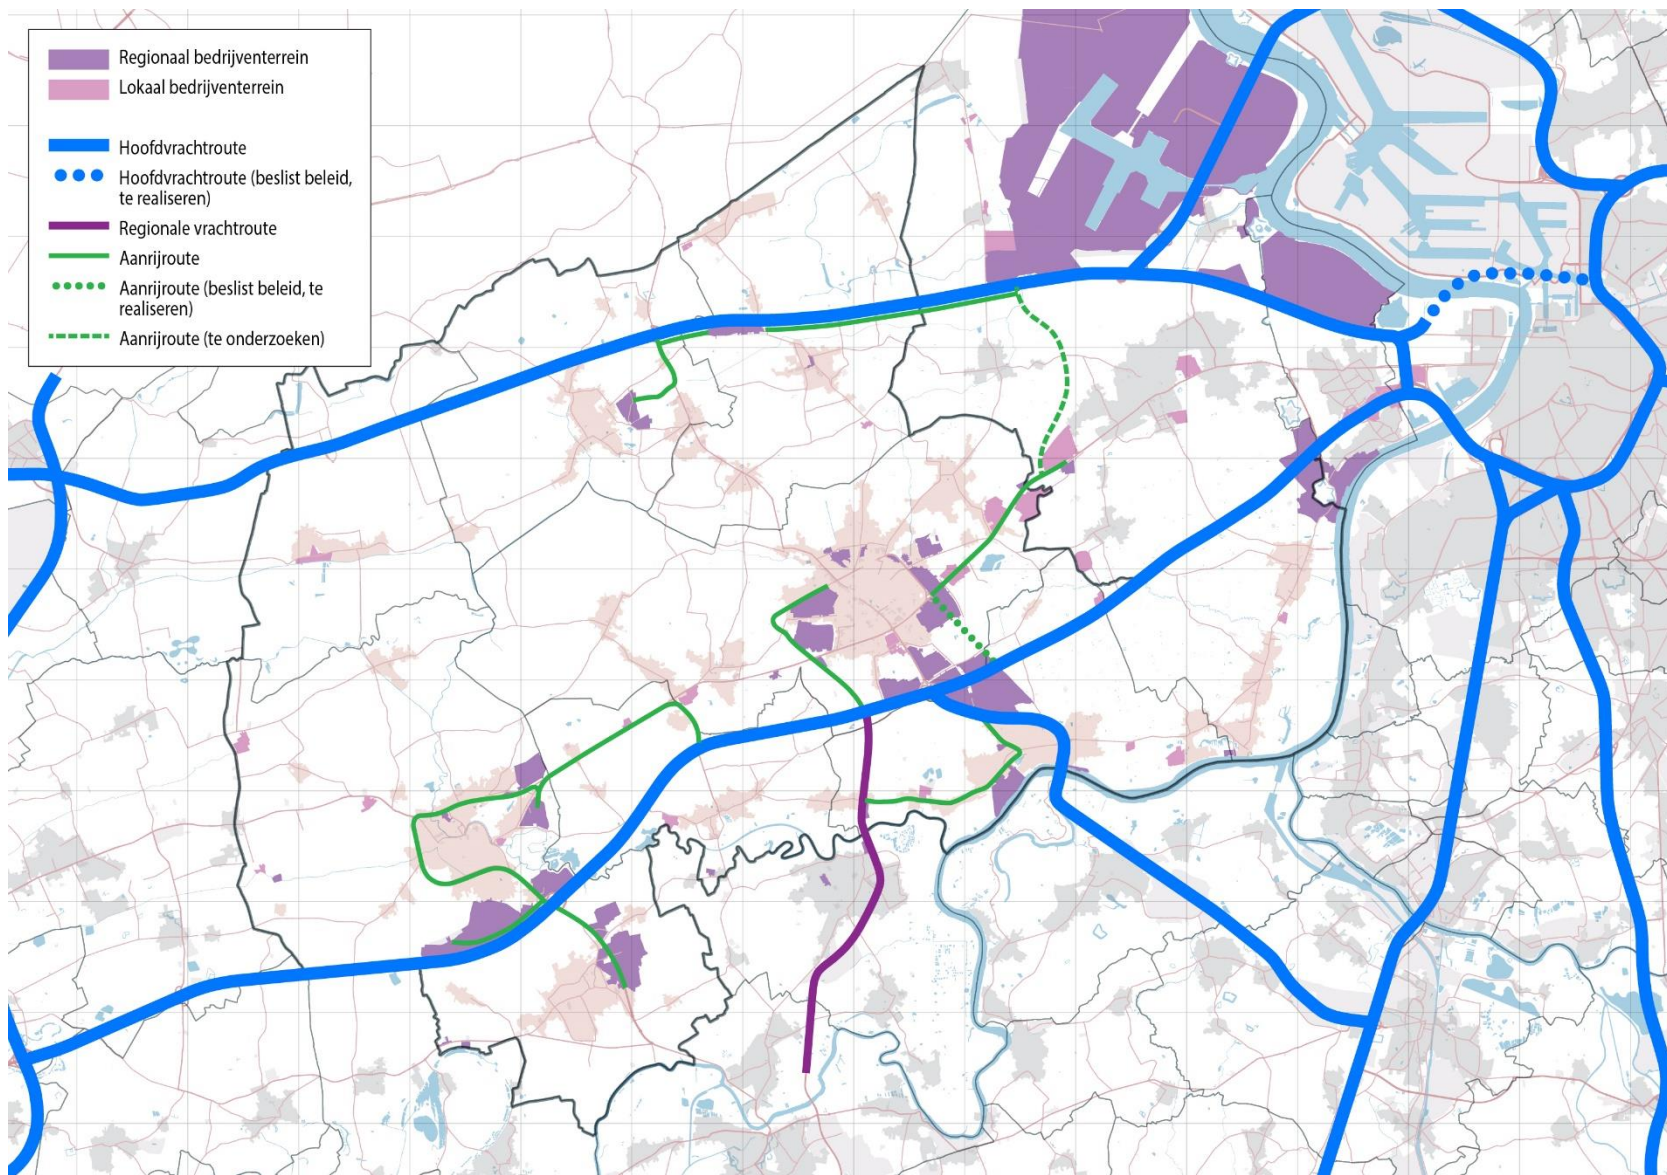 Regionaal bedrijventerrein
Lokaal bedrijventerrein
Hoofdvrachtroute
Hoofdvrachtroute (beslist beleid,
te realiseren)
Regionale vrachtroute
Aanrijroute
Aanrijroute (beslist beleid, te
realiseren)
Aanrijroute (te onderzoeken)